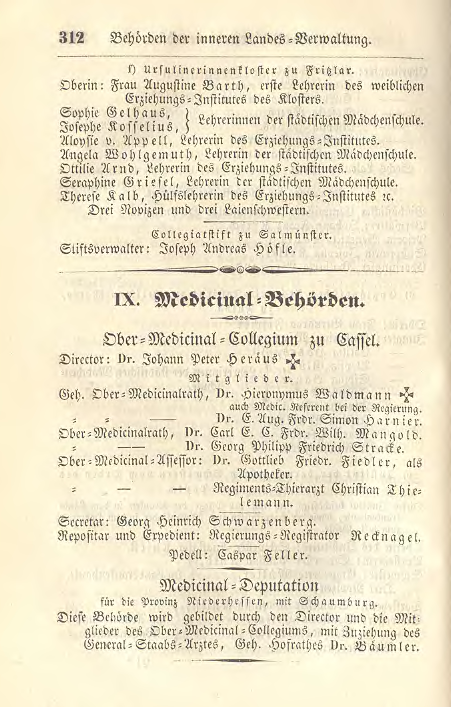 312 Behörden der inneren Landes-Verwaltung.
f) Ursulinerinnenkloster zu Fritzlar.
Oberin: Frau Augustine Barth, erste Lehrerin des weiblichen
Erziehungs-Institutes des Klosters.
Sophie Gelhaus,
Josephe Kosselius, } Lehrerinnen der städtischen Mädchenschule.
Aloysie v. Appell, Lehrerin des Erziehungs-Institutes.
Angela Wohlgemuth, Lehrerin der städtischen Mädchenschule.
Ottilie Arnd, Lehrerin des Erziehungs-Institutes.
Seraphine Griesel, Lehrerin der städtischen Mädchenschule.
Therese Kalb, Hülfslehrerin des Erziehungs-Institutes ꝛc.
Drei Novizen und drei Laienschwestern.
Collegiatstift zu Salmünster.
Stiftsverwalter: Joseph Andreas Höfle.
IX. Medicinal-Behörden.
Ober-Medicinal-Collegium zu Cassel.
Director: Dr. Johann Peter Heräus ✠
Mitglieder.
Geh. Ober-Medicinalrath, Dr. Hieronymus Waldmann ✠
auch Medic. Referent bei der Regierung.
= = — Dr. E. Aug. Frdr. Simon Harnier.
Ober-Medicinalrath, Dr. Carl E. C. Frdr. Wilh. Mangold.
= — Dr. Georg Philipp Friedrich Stracke.
Ober-Medicinal-Assessor: Dr. Gottlieb Friedr. Fiedler, als
Apotheker.
= — — Regiments-Thierarzt Christian Thie-
lemann.
Secretar: Georg Heinrich Schwarzenberg.
Repositar und Expedient: Regierungs-Registrator Recknagel.
Pedell: Caspar Feller.
Medicinal-Deputation
für die Provinz Niederhessen, mit Schaumburg.
Diese Behörde wird gebildet durch den Director und die Mit-
glieder des Ober-Medicinal-Collegiums, mit Zuziehung des
General-Staabs-Arztes, Geh. Hofrathes Dr. Bäumler.